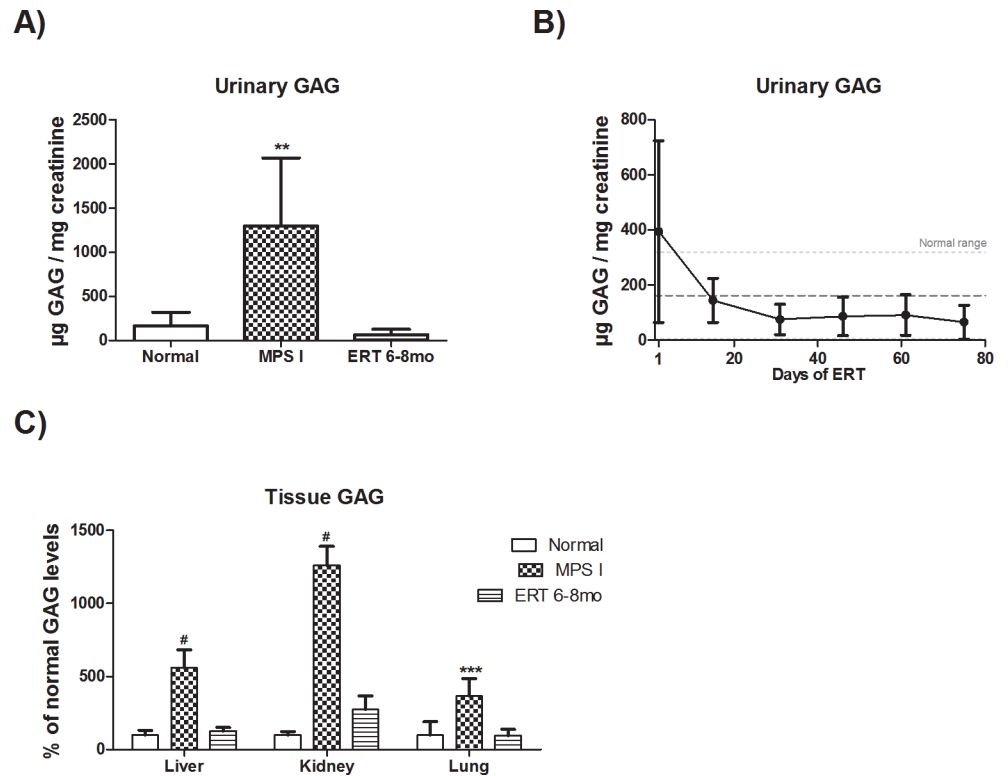 A)
Urinary GAG
µg GAG / mg creatinine
2500
2000
1500
1000
500
0
**
Normal
MPS I
ERT 6-8mo
B)
Urinary GAG
µg GAG / mg creatinine
800
600
400
200
0
Normal range
1
20
40
60
80
Days of ERT
C)
Tissue GAG
% of normal GAG levels
1500
1000
500
0
#
#
***
Normal
MPS I
ERT 6-8mo
Liver
Kidney
Lung